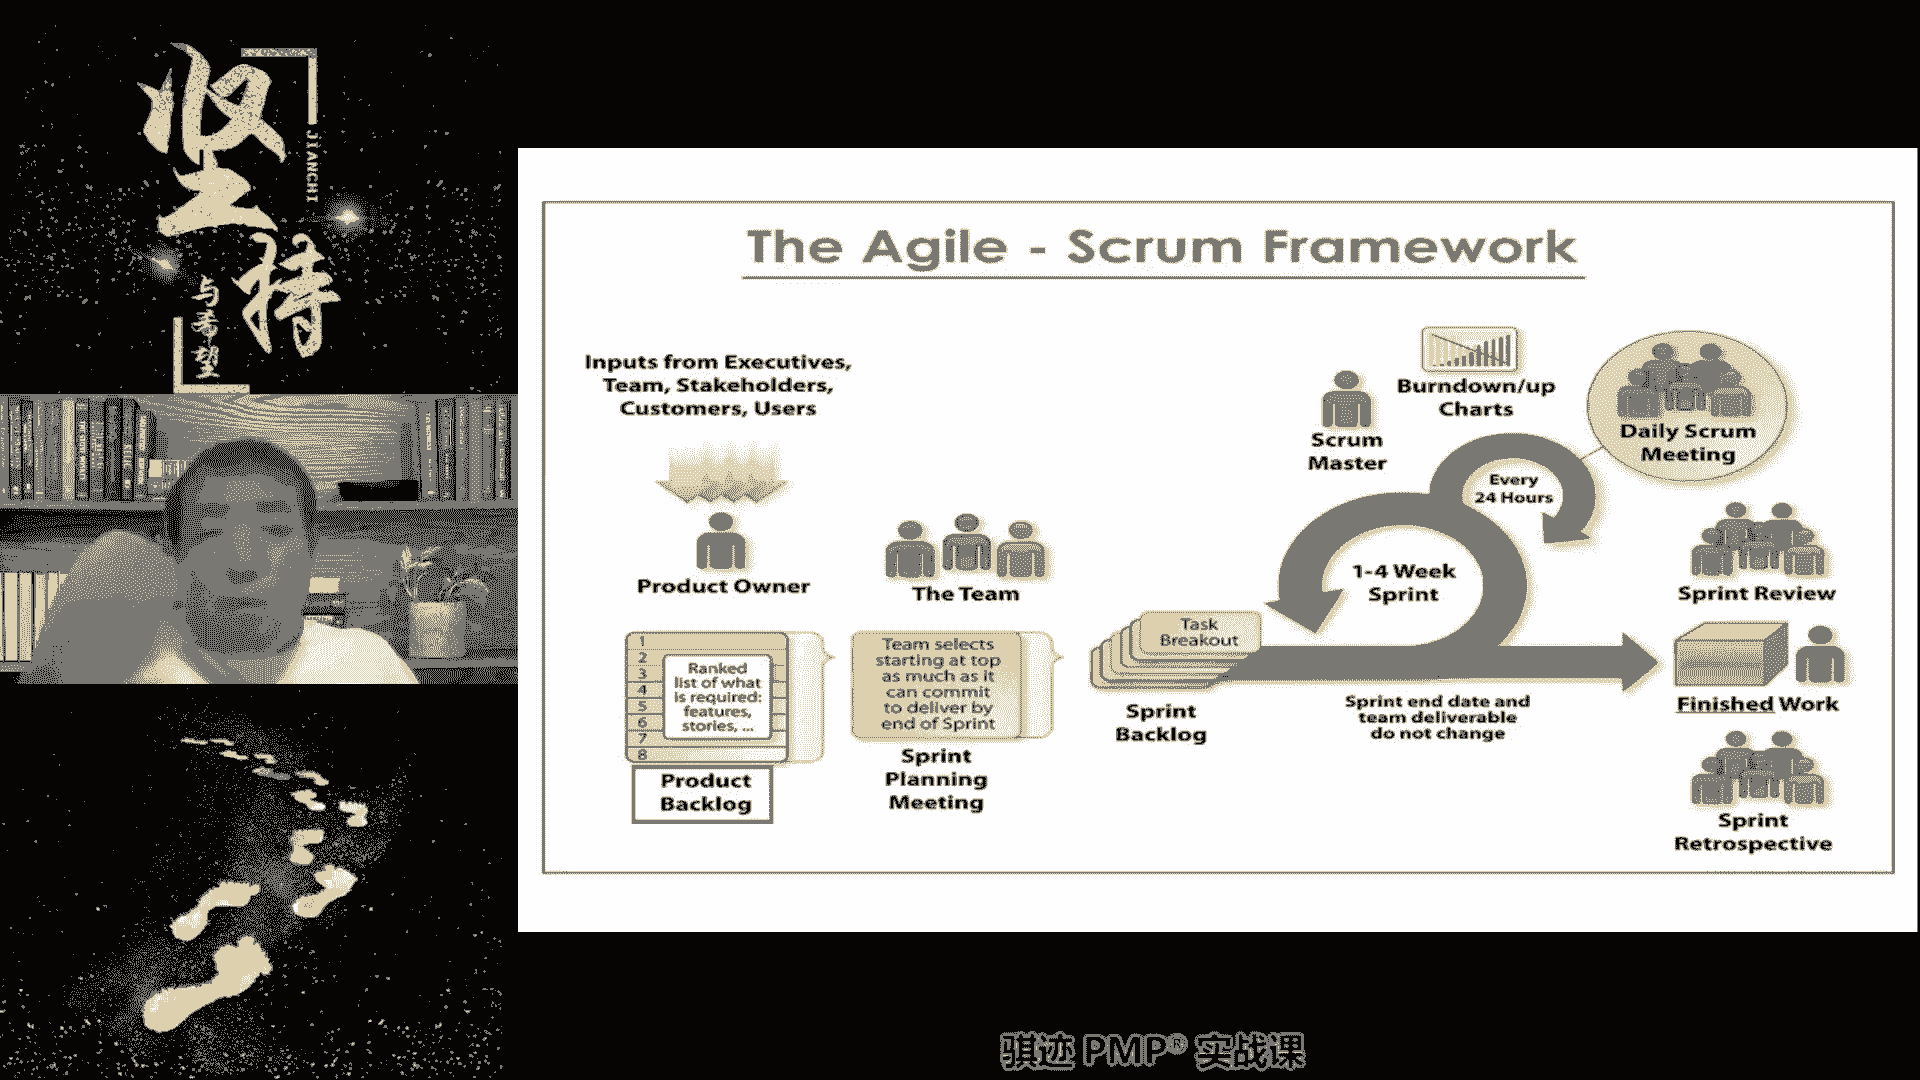 坚持
JIANCHI
与希望
The Agile - Scrum Framework
Inputs from Executives,
Team, Stakeholders,
Customers, Users
Product Owner
The Team
1
2
3
4
5
6
7
8
Ranked
list of what
is required:
features,
stories, ...
Product
Backlog
Team selects
starting at top
as much as it
can commit
to deliver by
end of Sprint
Sprint
Planning
Meeting
Task
Breakout
Sprint
Backlog
Scrum
Master
Burndown/up
Charts
Every
24 Hours
Daily Scrum
Meeting
1-4 Week
Sprint
Sprint end date and
team deliverable
do not change
Sprint Review
Finished Work
Sprint
Retrospective
骐迹 PMP® 实战课